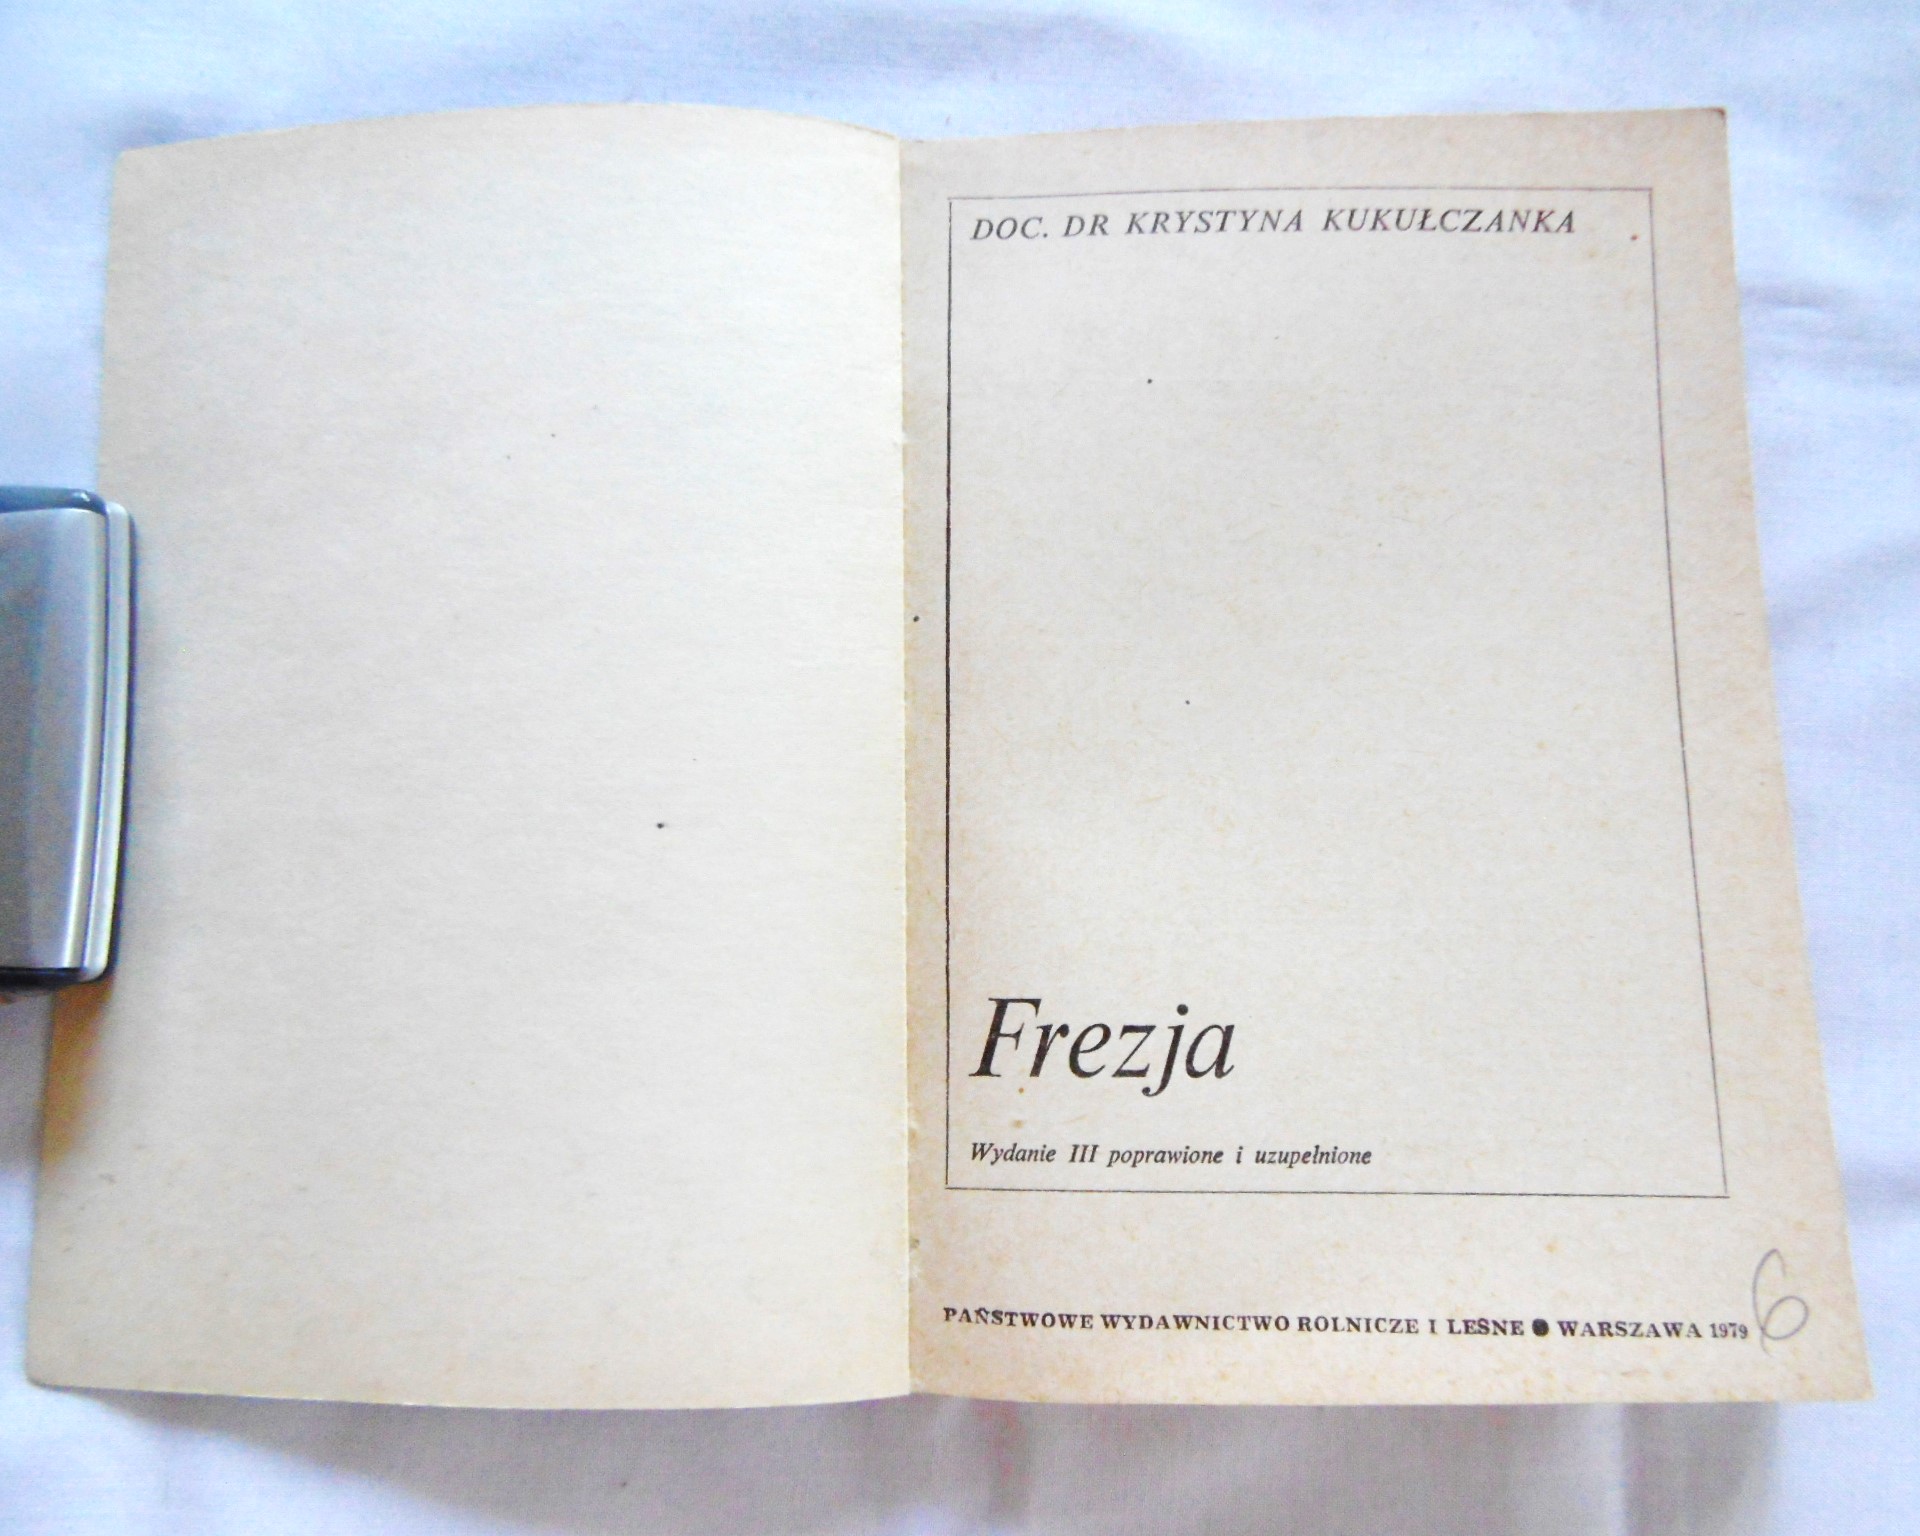 DOC. DR KRYSTYNA KUKUŁCZANKA
Frezja
Wydanie III poprawione i uzupełnione
PAŃSTWOWE WYDAWNICTWO ROLNICZE I LEŚNE ● WARSZAWA 1979
6